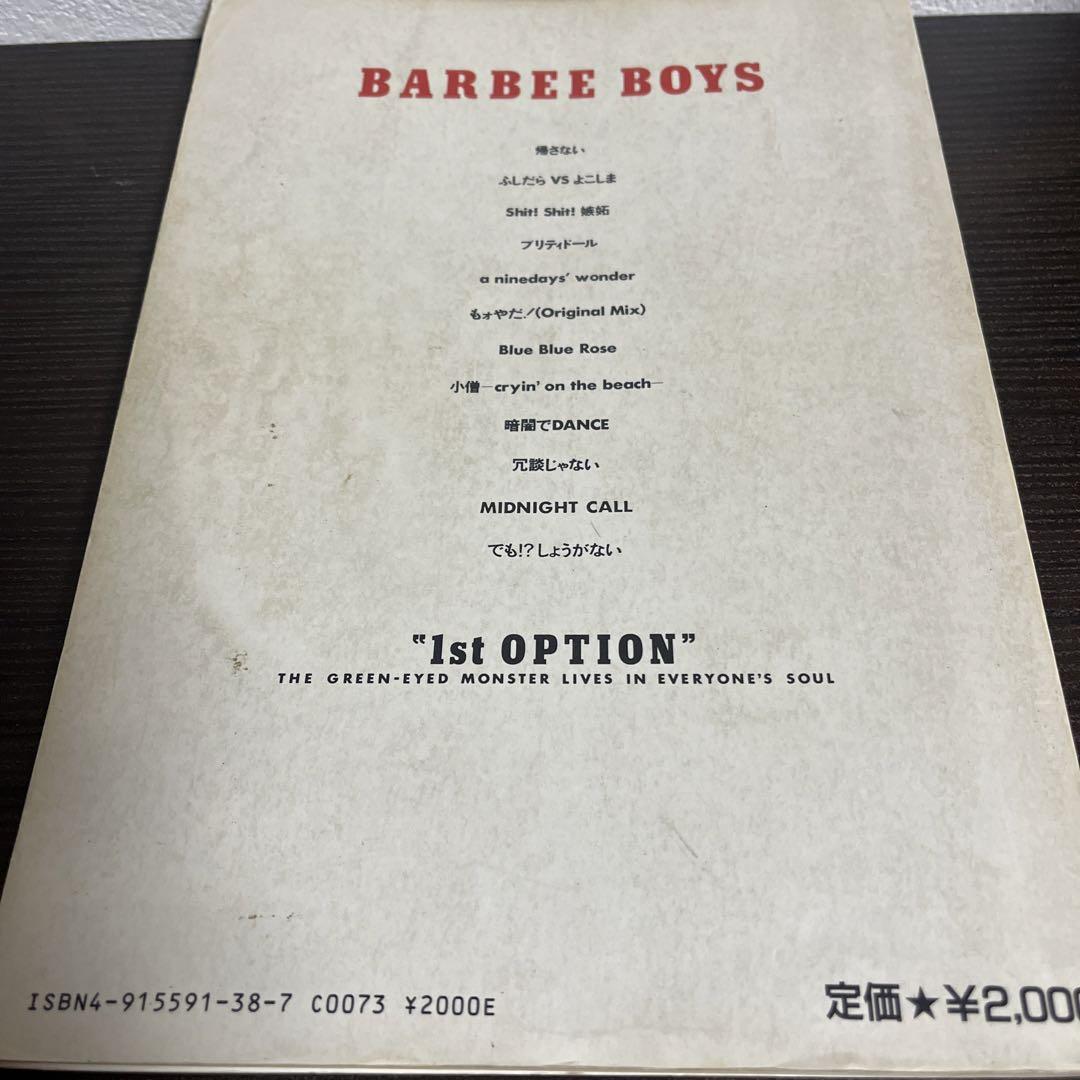 BARBEE BOYS
帰さない
ふしだら VS よこしま
Shit! Shit! 嫉妬
プリティドール
a ninedays' wonder
もォやだ!(Original Mix)
Blue Blue Rose
小僧—cryin' on the beach—
暗闇でDANCE
冗談じゃない
MIDNIGHT CALL
でも!?しょうがない
“1st OPTION”
THE GREEN-EYED MONSTER LIVES IN EVERYONE'S SOUL
ISBN4-915591-38-7 C0073 ¥2000E
定価★¥2,000